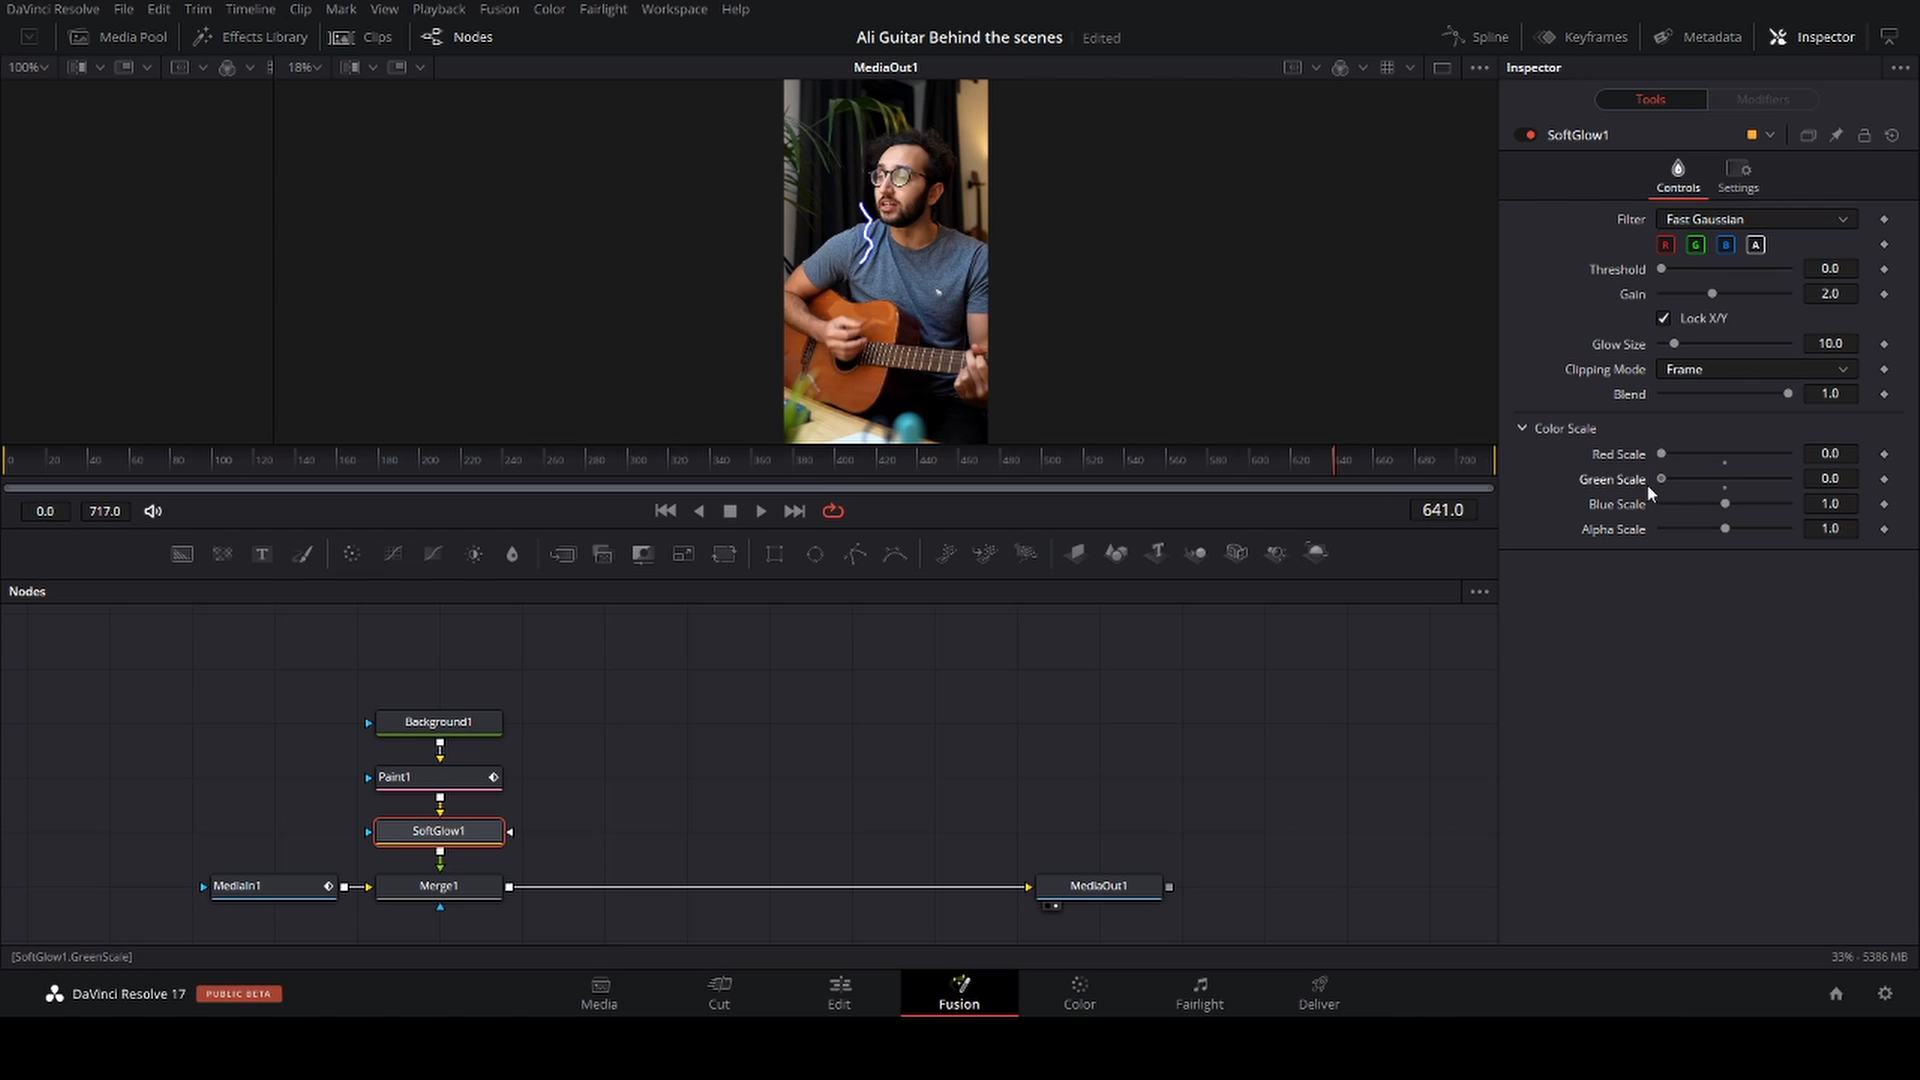 DaVinci Resolve File Edit Trim Timeline Clip Mark View Playback Fusion Color Fairlight Workspace Help
Media Pool Effects Library Clips Nodes Ali Guitar Behind the scenes Edited Spline Keyframes Metadata Inspector
100% 18% MediaOut1 Inspector
Tools Modifiers
SoftGlow1
Controls Settings
Filter Fast Gaussian
R G B A
Threshold 0.0
Gain 2.0
Lock X/Y
Glow Size 10.0
Clipping Mode Frame
Blend 1.0
Color Scale
Red Scale 0.0
Green Scale 0.0
Blue Scale 1.0
Alpha Scale 1.0
0 20 40 60 80 100 120 140 160 180 200 220 240 260 280 300 320 340 360 380 400 420 440 460 480 500 520 540 560 580 600 620 640 660 680 700
0.0 717.0 641.0
T T
Nodes
Background1
Paint1
SoftGlow1
MediaIn1 Merge1 MediaOut1
[SoftGlow1.GreenScale] 33% - 5386 MB
DaVinci Resolve 17 PUBLIC BETA Media Cut Edit Fusion Color Fairlight Deliver